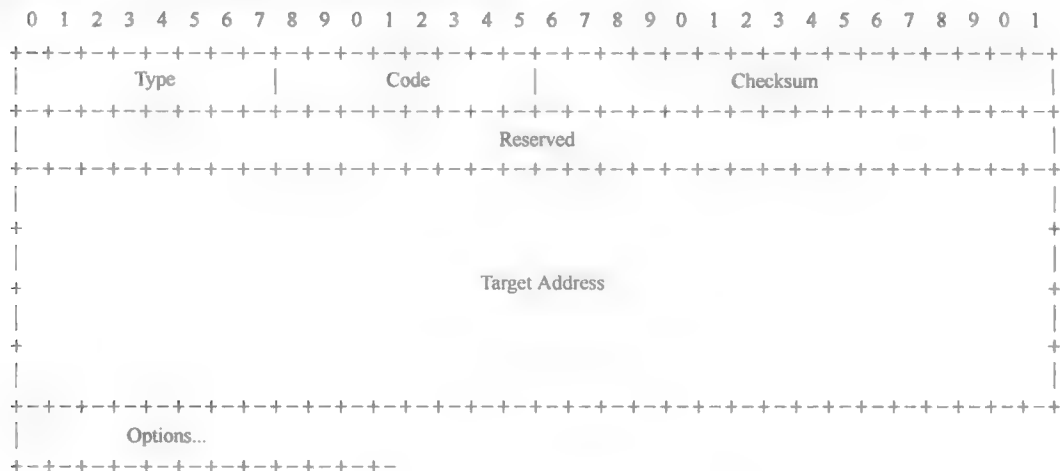 0 1 2 3 4 5 6 7 8 9 0 1 2 3 4 5 6 7 8 9 0 1 2 3 4 5 6 7 8 9 0 1
+-+-+-+-+-+-+-+-+-+-+-+-+-+-+-+-+-+-+-+-+-+-+-+-+-+-+-+-+-+-+-+-+
| Type | Code | Checksum |
+-+-+-+-+-+-+-+-+-+-+-+-+-+-+-+-+-+-+-+-+-+-+-+-+-+-+-+-+-+-+-+-+
| Reserved |
+-+-+-+-+-+-+-+-+-+-+-+-+-+-+-+-+-+-+-+-+-+-+-+-+-+-+-+-+-+-+-+-+
| |
+ +
| |
+ Target Address +
| |
+ +
| |
+-+-+-+-+-+-+-+-+-+-+-+-+-+-+-+-+-+-+-+-+-+-+-+-+-+-+-+-+-+-+-+-+
| Options...
+-+-+-+-+-+-+-+-+-+-+-+-